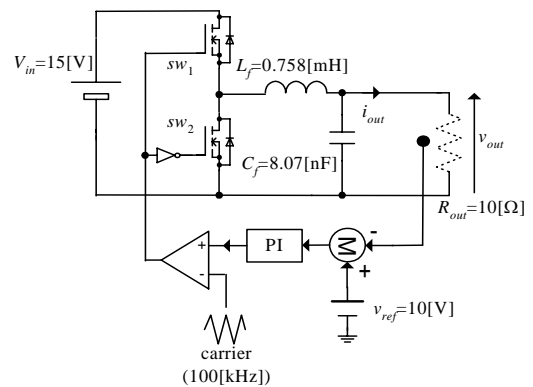 V_in=15[V]
sw_1
L_f=0.758[mH]
i_out
sw_2
v_out
C_f=8.07[nF]
R_out=10[Ω]
PI
-
+
Σ
+
-
v_ref=10[V]
carrier
(100[kHz])